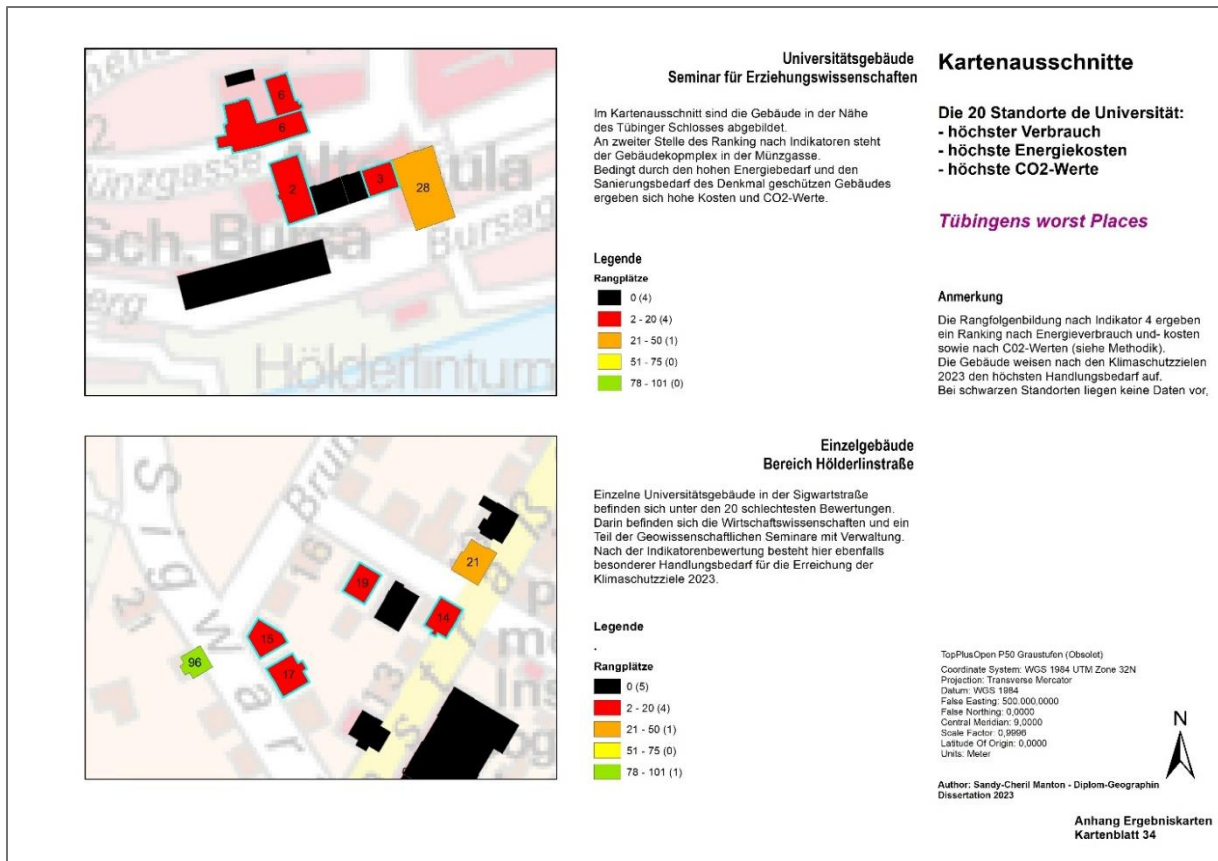 Universitätsgebäude
Seminar für Erziehungswissenschaften
Im Kartenausschnitt sind die Gebäude in der Nähe
des Tübinger Schlosses abgebildet.
An zweiter Stelle des Ranking nach Indikatoren steht
der Gebäudekopmplex in der Münzgasse.
Bedingt durch den hohen Energiebedarf und den
Sanierungsbedarf des Denkmal geschützen Gebäudes
ergeben sich hohe Kosten und CO2-Werte.
Legende
Rangplätze
0 (4)
2 - 20 (4)
21 - 50 (1)
51 - 75 (0)
78 - 101 (0)
6
6
2
3
28
2
ünzgasse
Sch. Bursa
Bursag
erg
Hölderlinturm
Kartenausschnitte
Die 20 Standorte de Universität:
- höchster Verbrauch
- höchste Energiekosten
- höchste CO2-Werte
Tübingens worst Places
Anmerkung
Die Rangfolgenbildung nach Indikator 4 ergeben
ein Ranking nach Energieverbrauch und- kosten
sowie nach C02-Werten (siehe Methodik).
Die Gebäude weisen nach den Klimaschutzzielen
2023 den höchsten Handlungsbedarf auf.
Bei schwarzen Standorten liegen keine Daten vor,
Einzelgebäude
Bereich Hölderlinstraße
Einzelne Universitätsgebäude in der Sigwartstraße
befinden sich unter den 20 schlechtesten Bewertungen.
Darin befinden sich die Wirtschaftswissenschaften und ein
Teil der Geowissenschaftlichen Seminare mit Verwaltung.
Nach der Indikatorenbewertung besteht hier ebenfalls
besonderer Handlungsbedarf für die Erreichung der
Klimaschutzziele 2023.
Legende
.
Rangplätze
0 (5)
2 - 20 (4)
21 - 50 (1)
51 - 75 (0)
78 - 101 (1)
Sigwar
16
21
13
21
19
14
15
17
96
TopPlusOpen P50 Graustufen (Obsolet)
Coordinate System: WGS 1984 UTM Zone 32N
Projection: Transverse Mercator
Datum: WGS 1984
False Easting: 500.000,0000
False Northing: 0,0000
Central Meridian: 9,0000
Scale Factor: 0,9996
Latitude Of Origin: 0,0000
Units: Meter
N
Author: Sandy-Cheril Manton - Diplom-Geographin
Dissertation 2023
Anhang Ergebniskarten
Kartenblatt 34